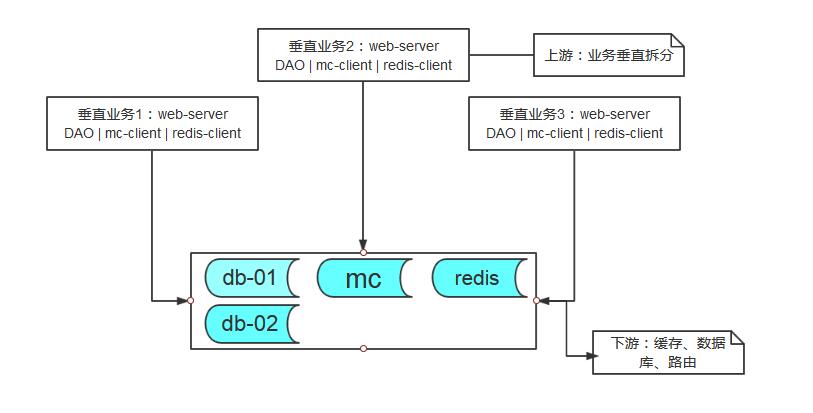 垂直业务2：web-server
DAO | mc-client | redis-client
上游：业务垂直拆分
垂直业务1：web-server
DAO | mc-client | redis-client
垂直业务3：web-server
DAO | mc-client | redis-client
db-01
mc
redis
db-02
下游：缓存、数据
库、路由